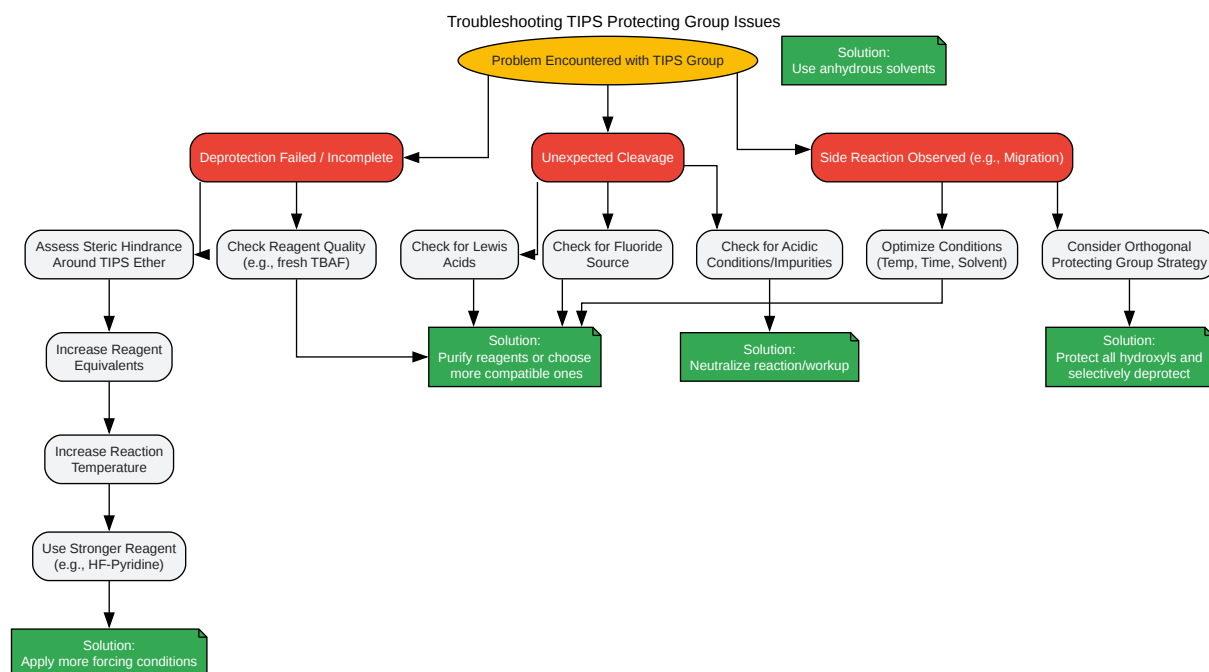 Troubleshooting TIPS Protecting Group Issues
Problem Encountered with TIPS Group
Solution:
Use anhydrous solvents
Deprotection Failed / Incomplete
Unexpected Cleavage
Side Reaction Observed (e.g., Migration)
Assess Steric Hindrance
Around TIPS Ether
Check Reagent Quality
(e.g., fresh TBAF)
Check for Lewis
Acids
Check for Fluoride
Source
Check for Acidic
Conditions/Impurities
Optimize Conditions
(Temp, Time, Solvent)
Consider Orthogonal
Protecting Group Strategy
Increase Reagent
Equivalents
Solution:
Purify reagents or choose
more compatible ones
Solution:
Neutralize reaction/workup
Solution:
Protect all hydroxyls and
selectively deprotect
Increase Reaction
Temperature
Use Stronger Reagent
(e.g., HF-Pyridine)
Solution:
Apply more forcing conditions